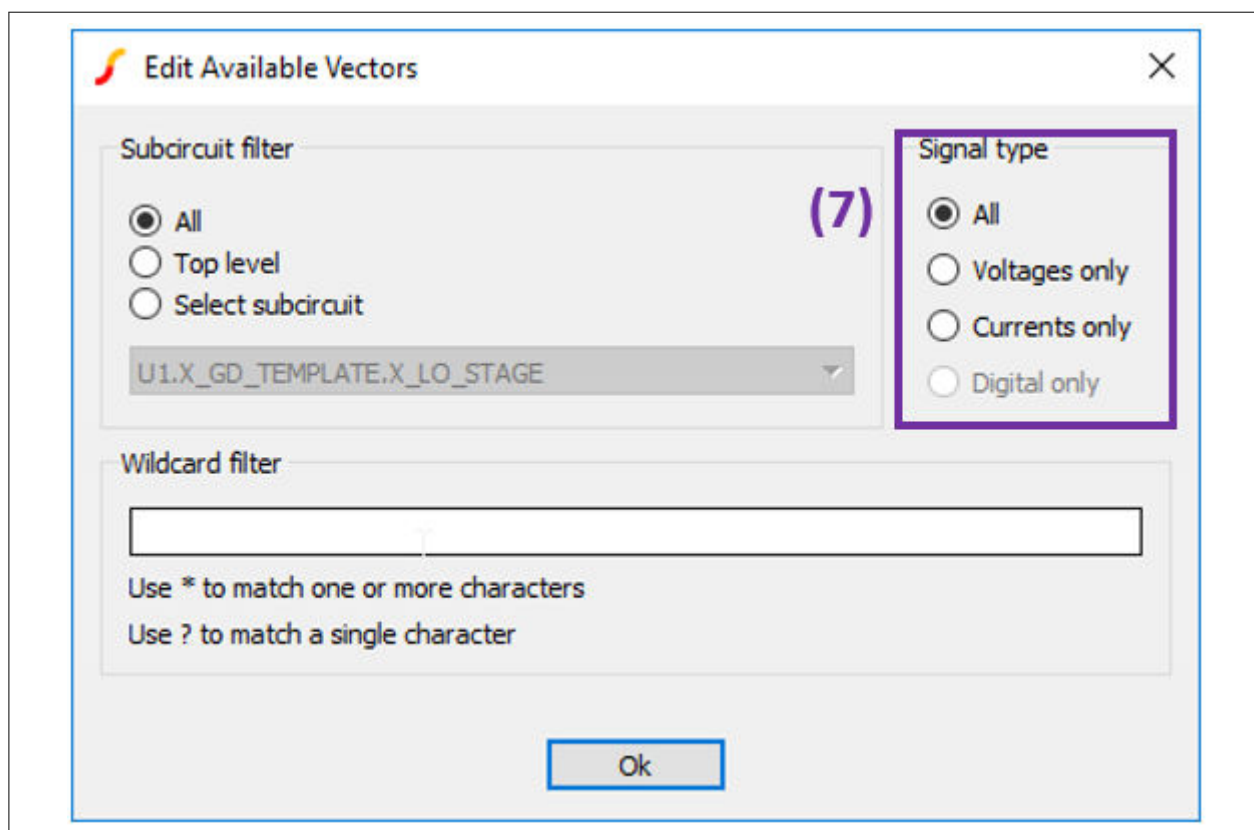 Edit Available Vectors
Subcircuit filter
All
Top level
Select subcircuit
U1.X_GD_TEMPLATE.X_LO_STAGE
(7)
Signal type
All
Voltages only
Currents only
Digital only
Wildcard filter
Use * to match one or more characters
Use ? to match a single character
Ok